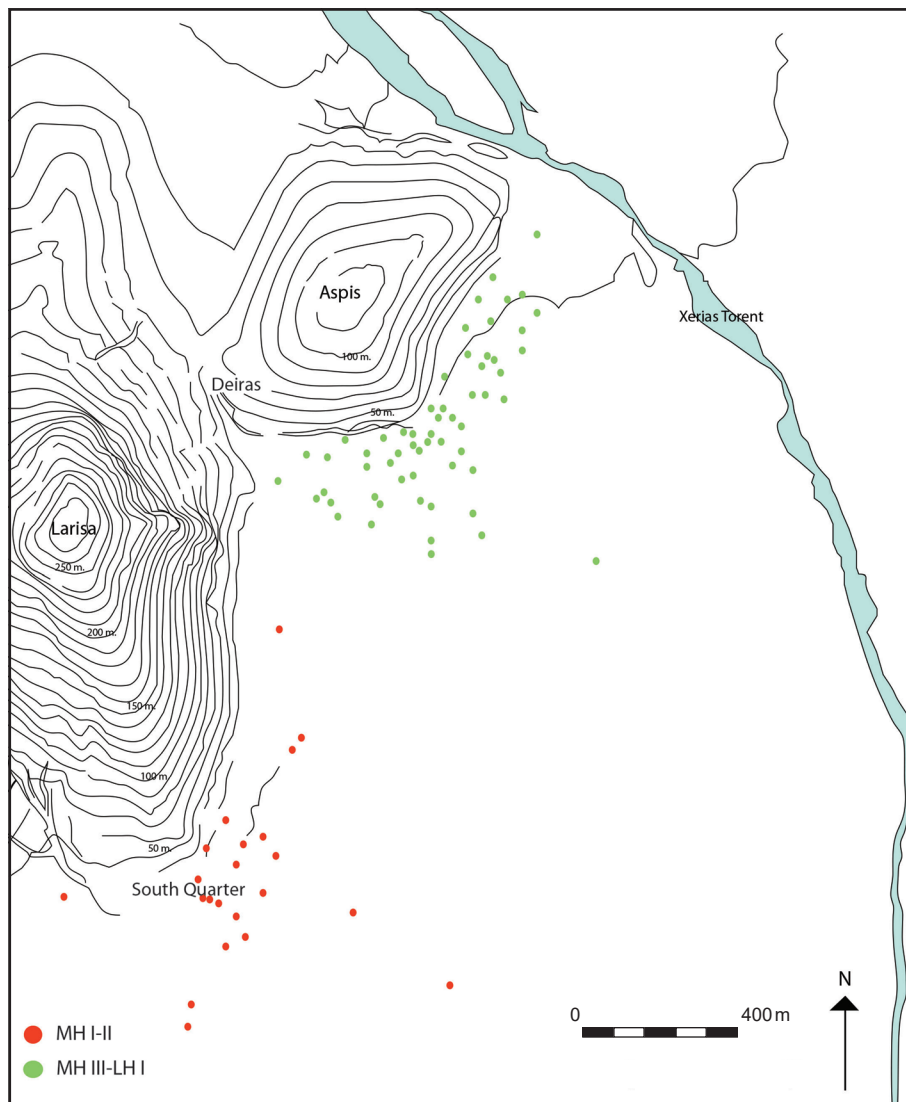 Aspis
Xerias Torent
100 m.
Deiras
50 m.
Larisa
250 m.
200 m.
150 m.
100 m.
50 m.
South Quarter
N
0 400 m
MH I-II
MH III-LH I